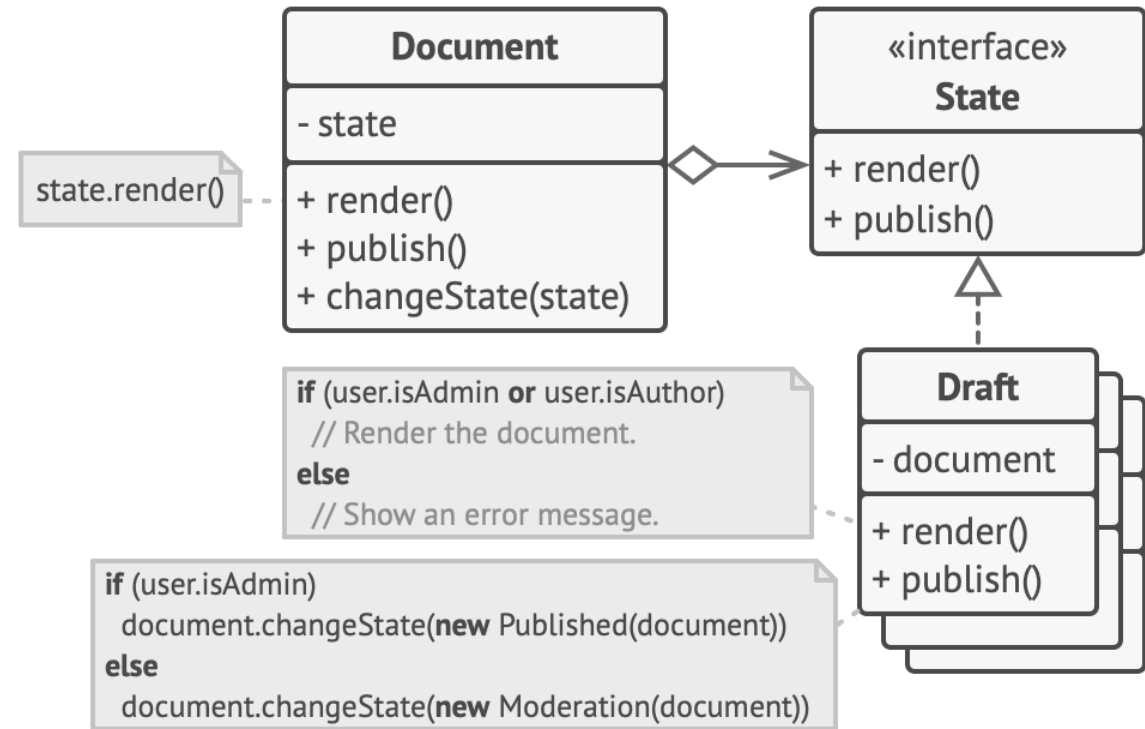 Document
- state
+ render()
+ publish()
+ changeState(state)
«interface»
State
+ render()
+ publish()
state.render()
Draft
- document
+ render()
+ publish()
if (user.isAdmin or user.isAuthor)
// Render the document.
else
// Show an error message.
if (user.isAdmin)
document.changeState(new Published(document))
else
document.changeState(new Moderation(document))